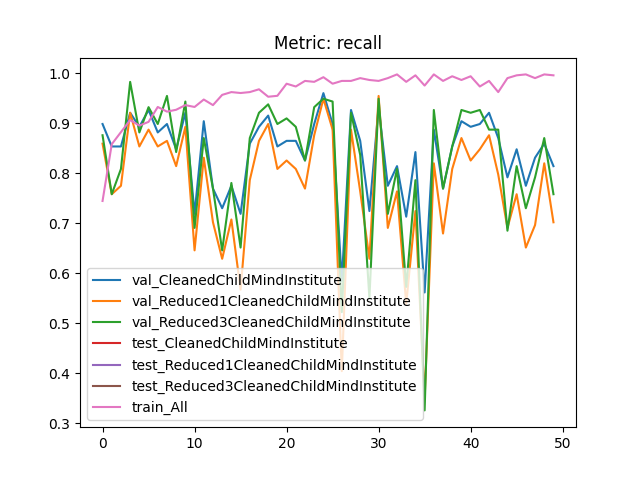 Metric: recall
1.0
0.9
0.8
0.7
0.6
0.5
0.4
0.3
val_CleanedChildMindInstitute
val_Reduced1CleanedChildMindInstitute
val_Reduced3CleanedChildMindInstitute
test_CleanedChildMindInstitute
test_Reduced1CleanedChildMindInstitute
test_Reduced3CleanedChildMindInstitute
train_All
0 10 20 30 40 50